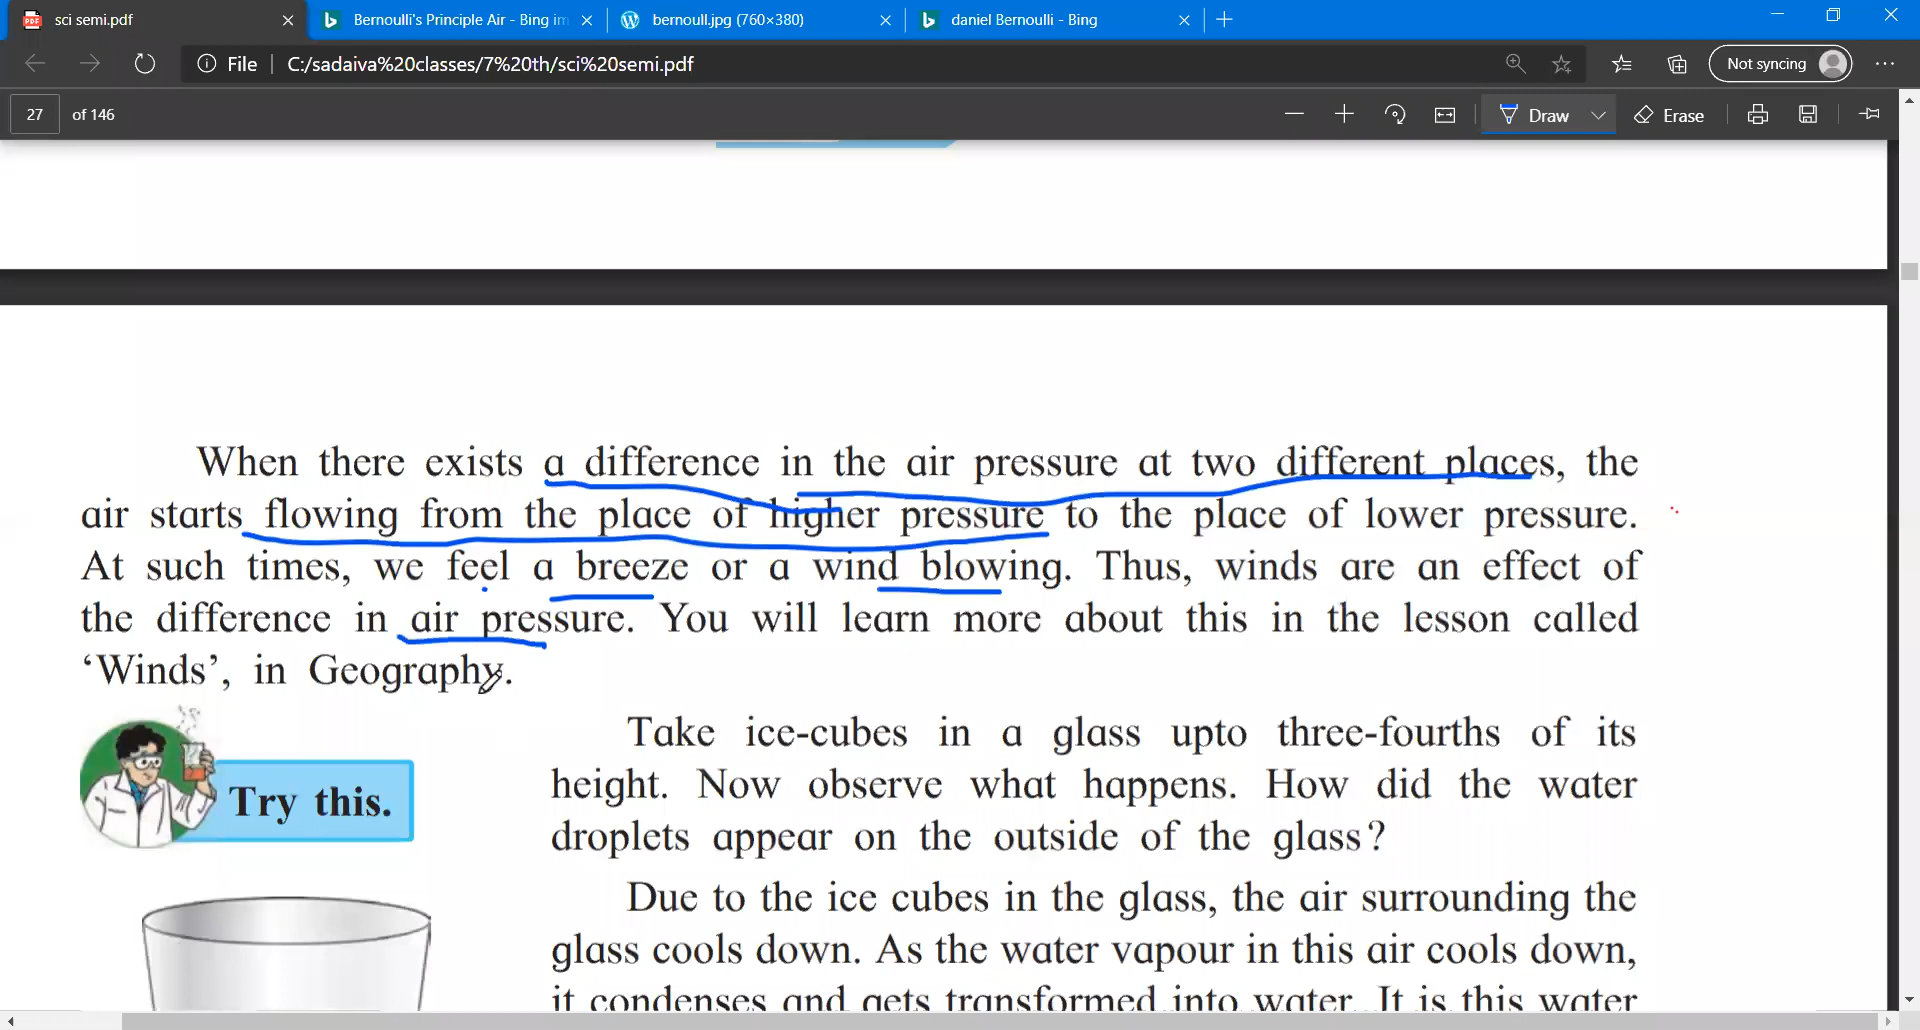 sci semi.pdf
Bernoulli's Principle Air - Bing im
bernoull.jpg (760×380)
daniel Bernoulli - Bing
File
C:/sadaiva%20classes/7%20th/sci%20semi.pdf
Not syncing
27 of 146
Draw
Erase
When there exists a difference in the air pressure at two different places, the
air starts flowing from the place of higher pressure to the place of lower pressure.
At such times, we feel a breeze or a wind blowing. Thus, winds are an effect of
the difference in air pressure. You will learn more about this in the lesson called
‘Winds’, in Geography.
Try this.
Take ice-cubes in a glass upto three-fourths of its
height. Now observe what happens. How did the water
droplets appear on the outside of the glass?
Due to the ice cubes in the glass, the air surrounding the
glass cools down. As the water vapour in this air cools down,
it condenses and gets transformed into water. It is this water